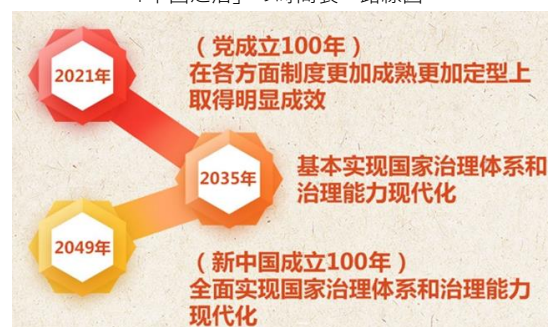 2021年
（党成立100年）
在各方面制度更加成熟更加定型上
取得明显成效
2035年
基本实现国家治理体系和
治理能力现代化
2049年
（新中国成立100年）
全面实现国家治理体系和治理能力
现代化